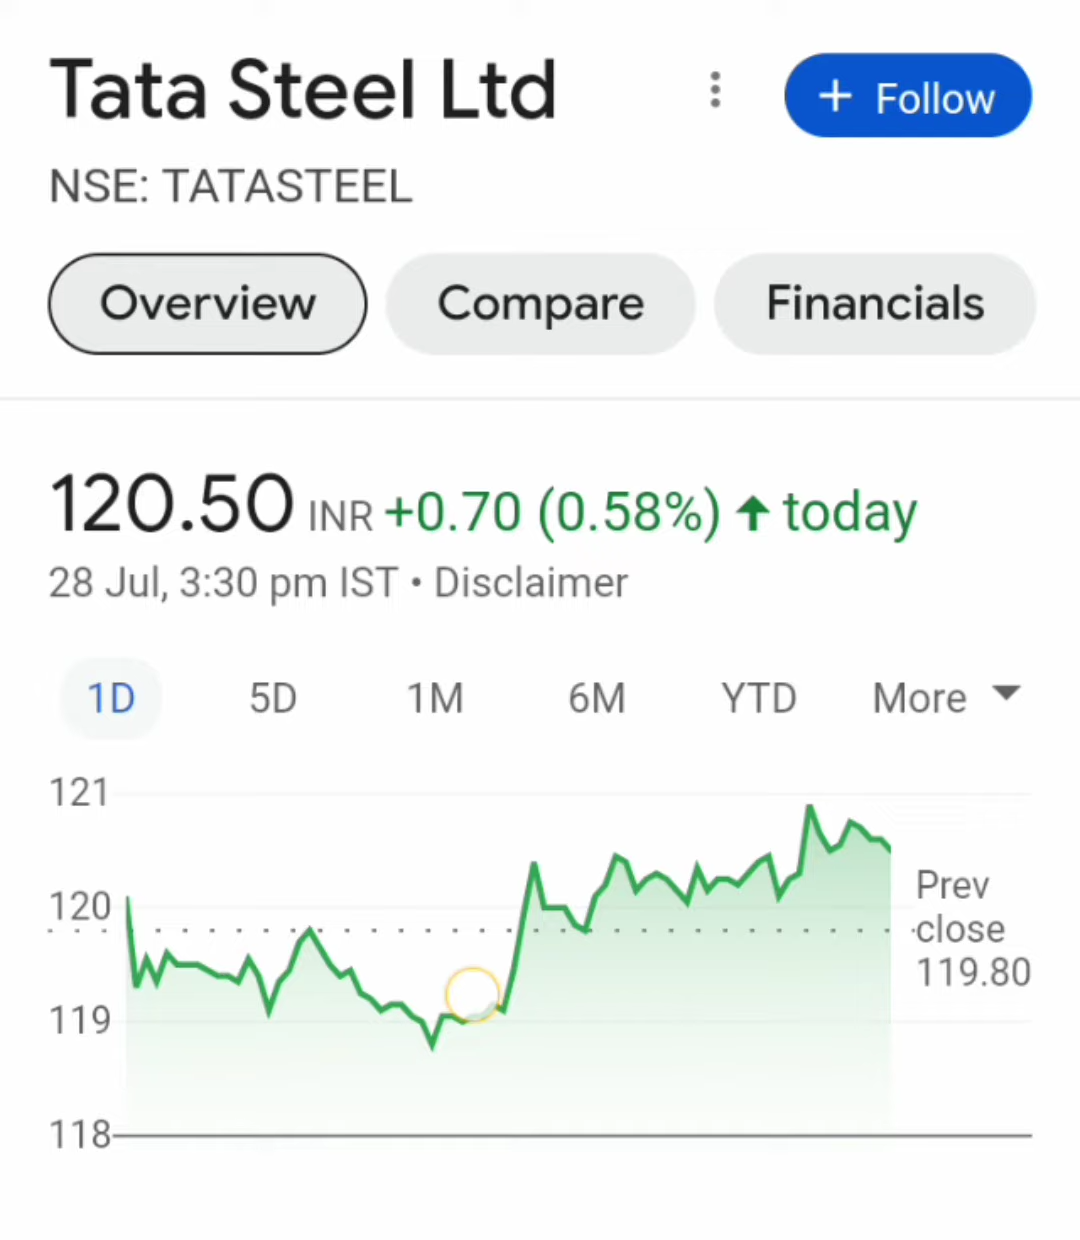 Tata Steel Ltd
+ Follow
NSE: TATASTEEL
Overview
Compare
Financials
120.50 INR +0.70 (0.58%) ↑ today
28 Jul, 3:30 pm IST • Disclaimer
1D 5D 1M 6M YTD More
121
120
119
118
Prev
close
119.80